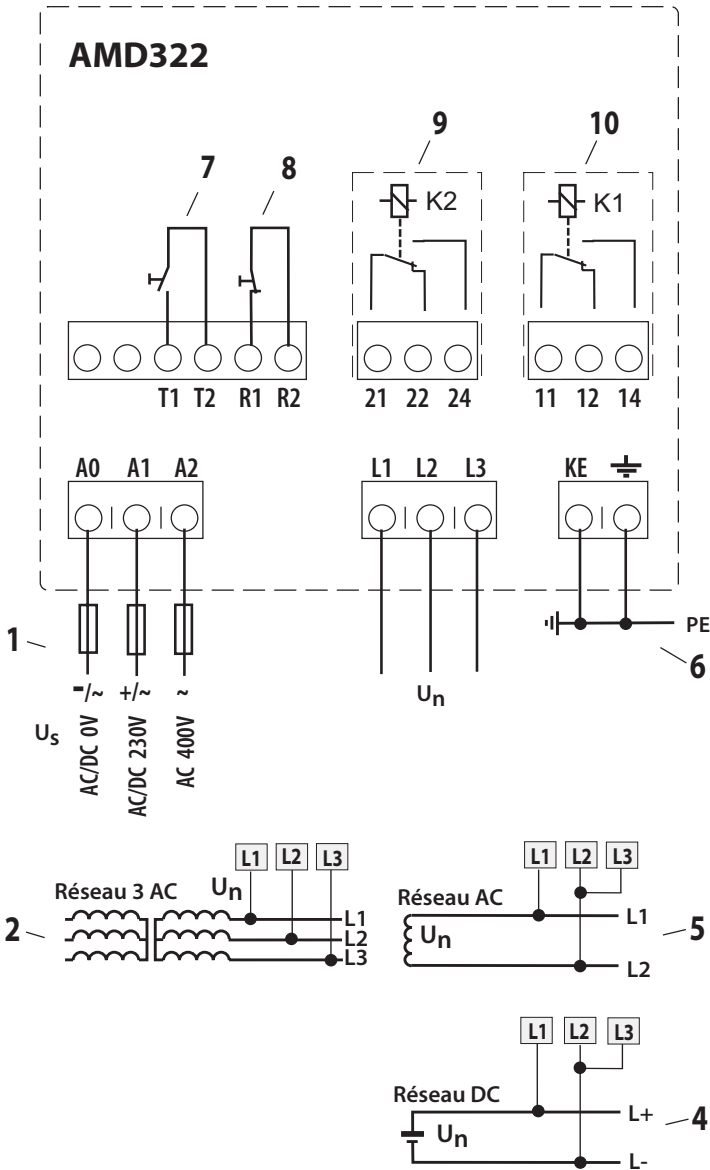 AMD322
9 10
7 8
K2 K1
T1 T2 R1 R2 21 22 24 11 12 14
A0 A1 A2 L1 L2 L3 KE
1
PE
6
-/~ +/~ ~
Un
Us AC/DC 0V AC/DC 230V AC 400V
L1 L2 L3
Réseau 3 AC Un
L1
2 L2
L3
L1 L2 L3
Réseau AC
L1
Un 5
L2
L1 L2 L3
Réseau DC
L+
Un 4
L-